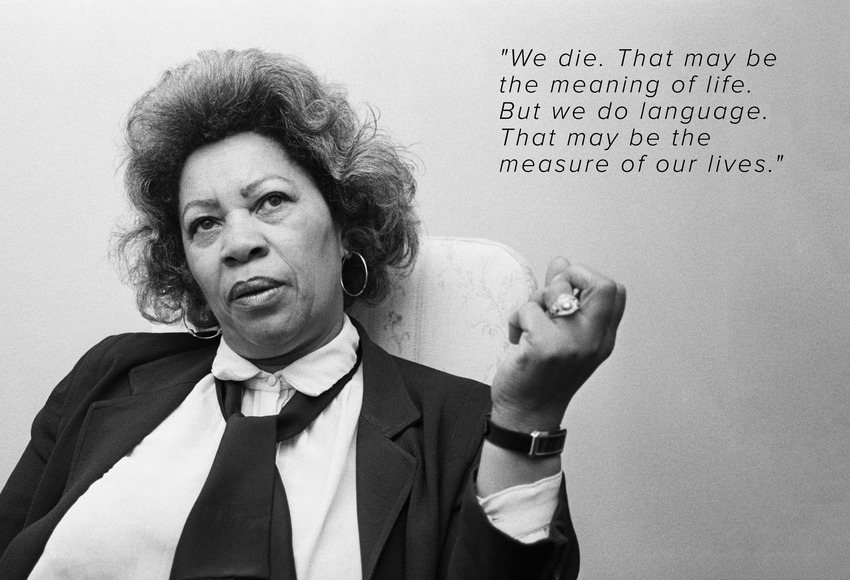 "We die. That may be
the meaning of life.
But we do language.
That may be the
measure of our lives."